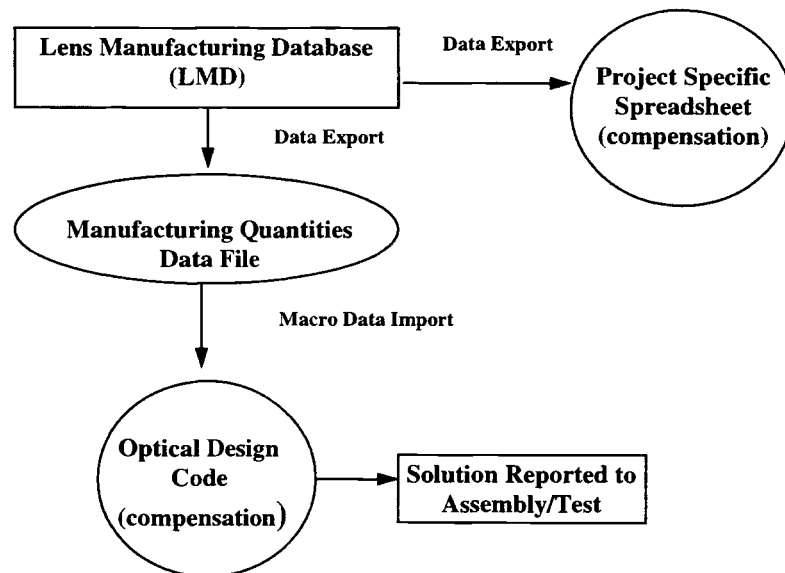 Lens Manufacturing Database
(LMD)
Data Export
Project Specific
Spreadsheet
(compensation)
Data Export
Manufacturing Quantities
Data File
Macro Data Import
Optical Design
Code
(compensation)
Solution Reported to
Assembly/Test